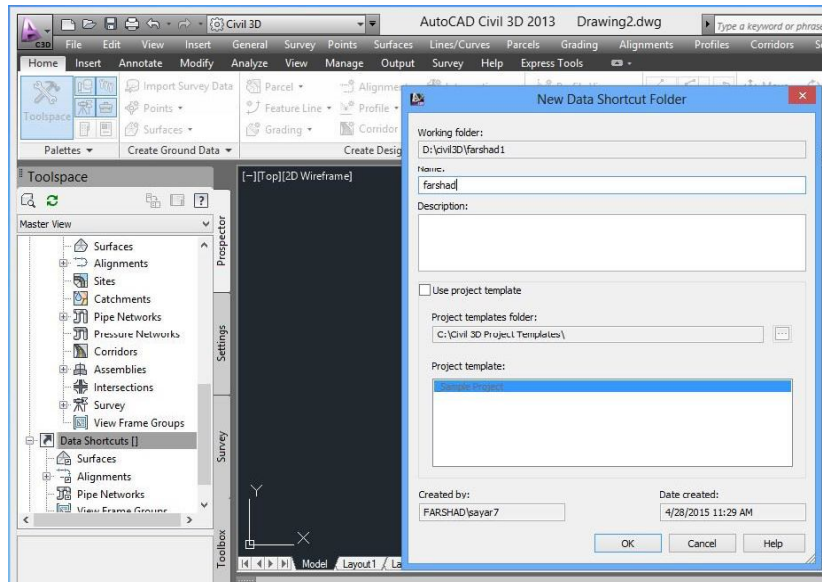 Civil 3D
AutoCAD Civil 3D 2013 Drawing2.dwg
Type a keyword or phrase
C3D File Edit View Insert General Survey Points Surfaces Lines/Curves Parcels Grading Alignments Profiles Corridors
Home Insert Annotate Modify Analyze View Manage Output Survey Help Express Tools
Toolspace
Import Survey Data
Points
Surfaces
Parcel
Feature Line
Grading
Alignment
Profile
Corridor
Palettes
Create Ground Data
Create Desig
Toolspace
Master View
Surfaces
Alignments
Sites
Catchments
Pipe Networks
Pressure Networks
Corridors
Assemblies
Intersections
Survey
View Frame Groups
Data Shortcuts []
Surfaces
Alignments
Pipe Networks
View Frame Groups
Prospector
Settings
Survey
Toolbox
[−][Top][2D Wireframe]
Y
X
Model Layout1 La
New Data Shortcut Folder
Working folder:
D:\civil3D\farshad1
Name:
farshad
Description:
Use project template
Project templates folder:
C:\Civil 3D Project Templates\
...
Project template:
_Sample Project
Created by:
FARSHAD\sayar7
Date created:
4/28/2015 11:29 AM
OK Cancel Help